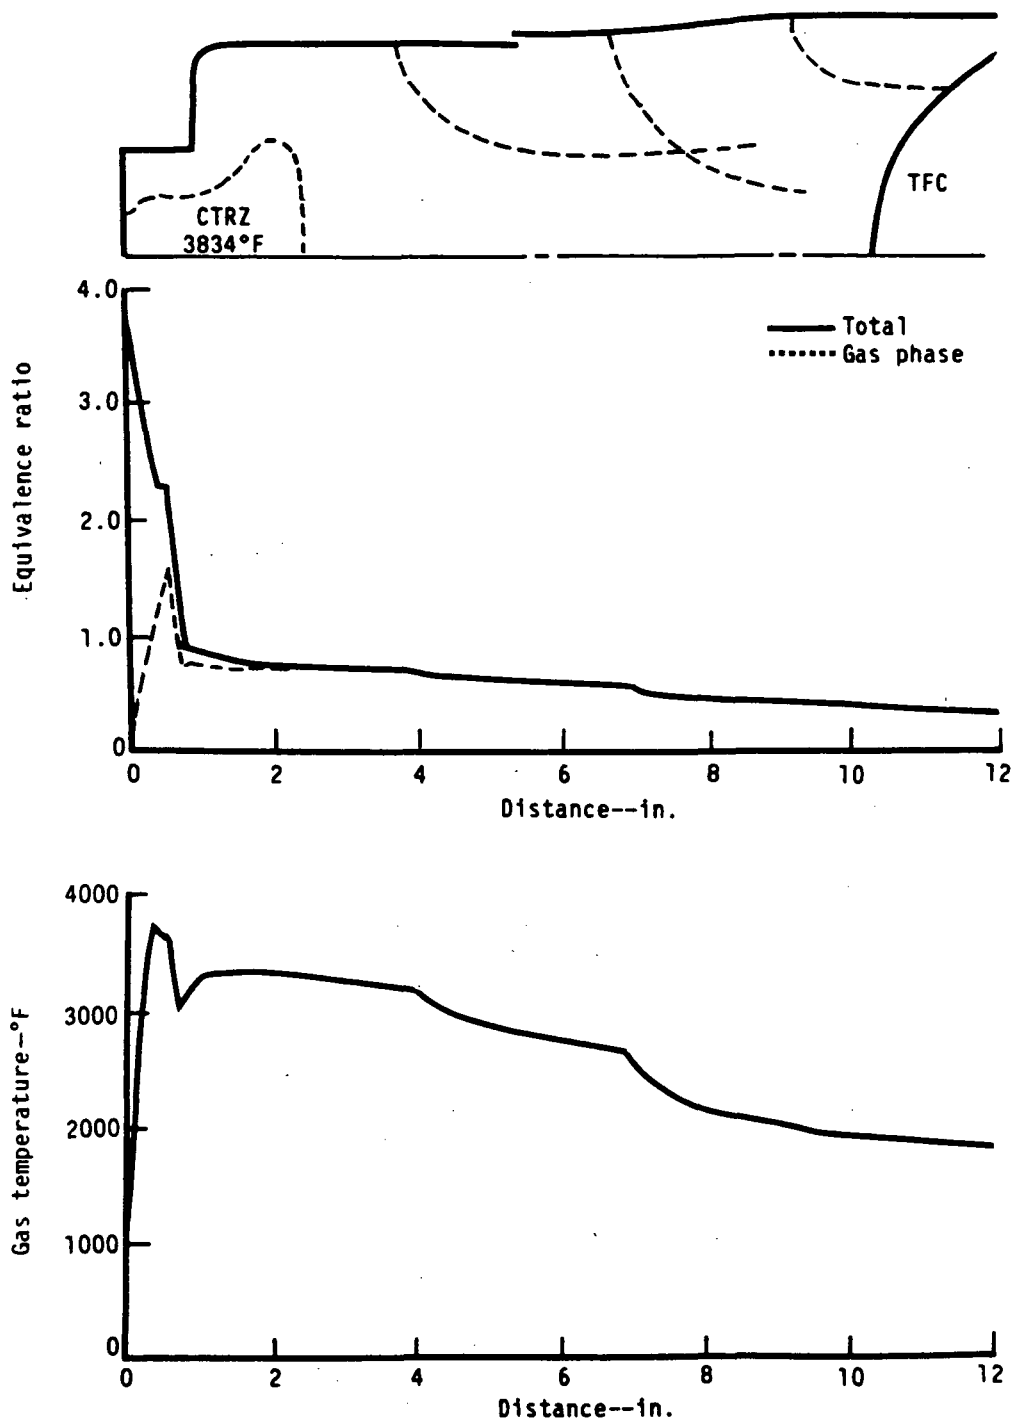 CTRZ
3834°F
TFC
4.0
3.0
2.0
1.0
0
Equivalence ratio
Total
Gas phase
0 2 4 6 8 10 12
Distance--in.
4000
3000
2000
1000
0
Gas temperature—°F
0 2 4 6 8 10 12
Distance--in.